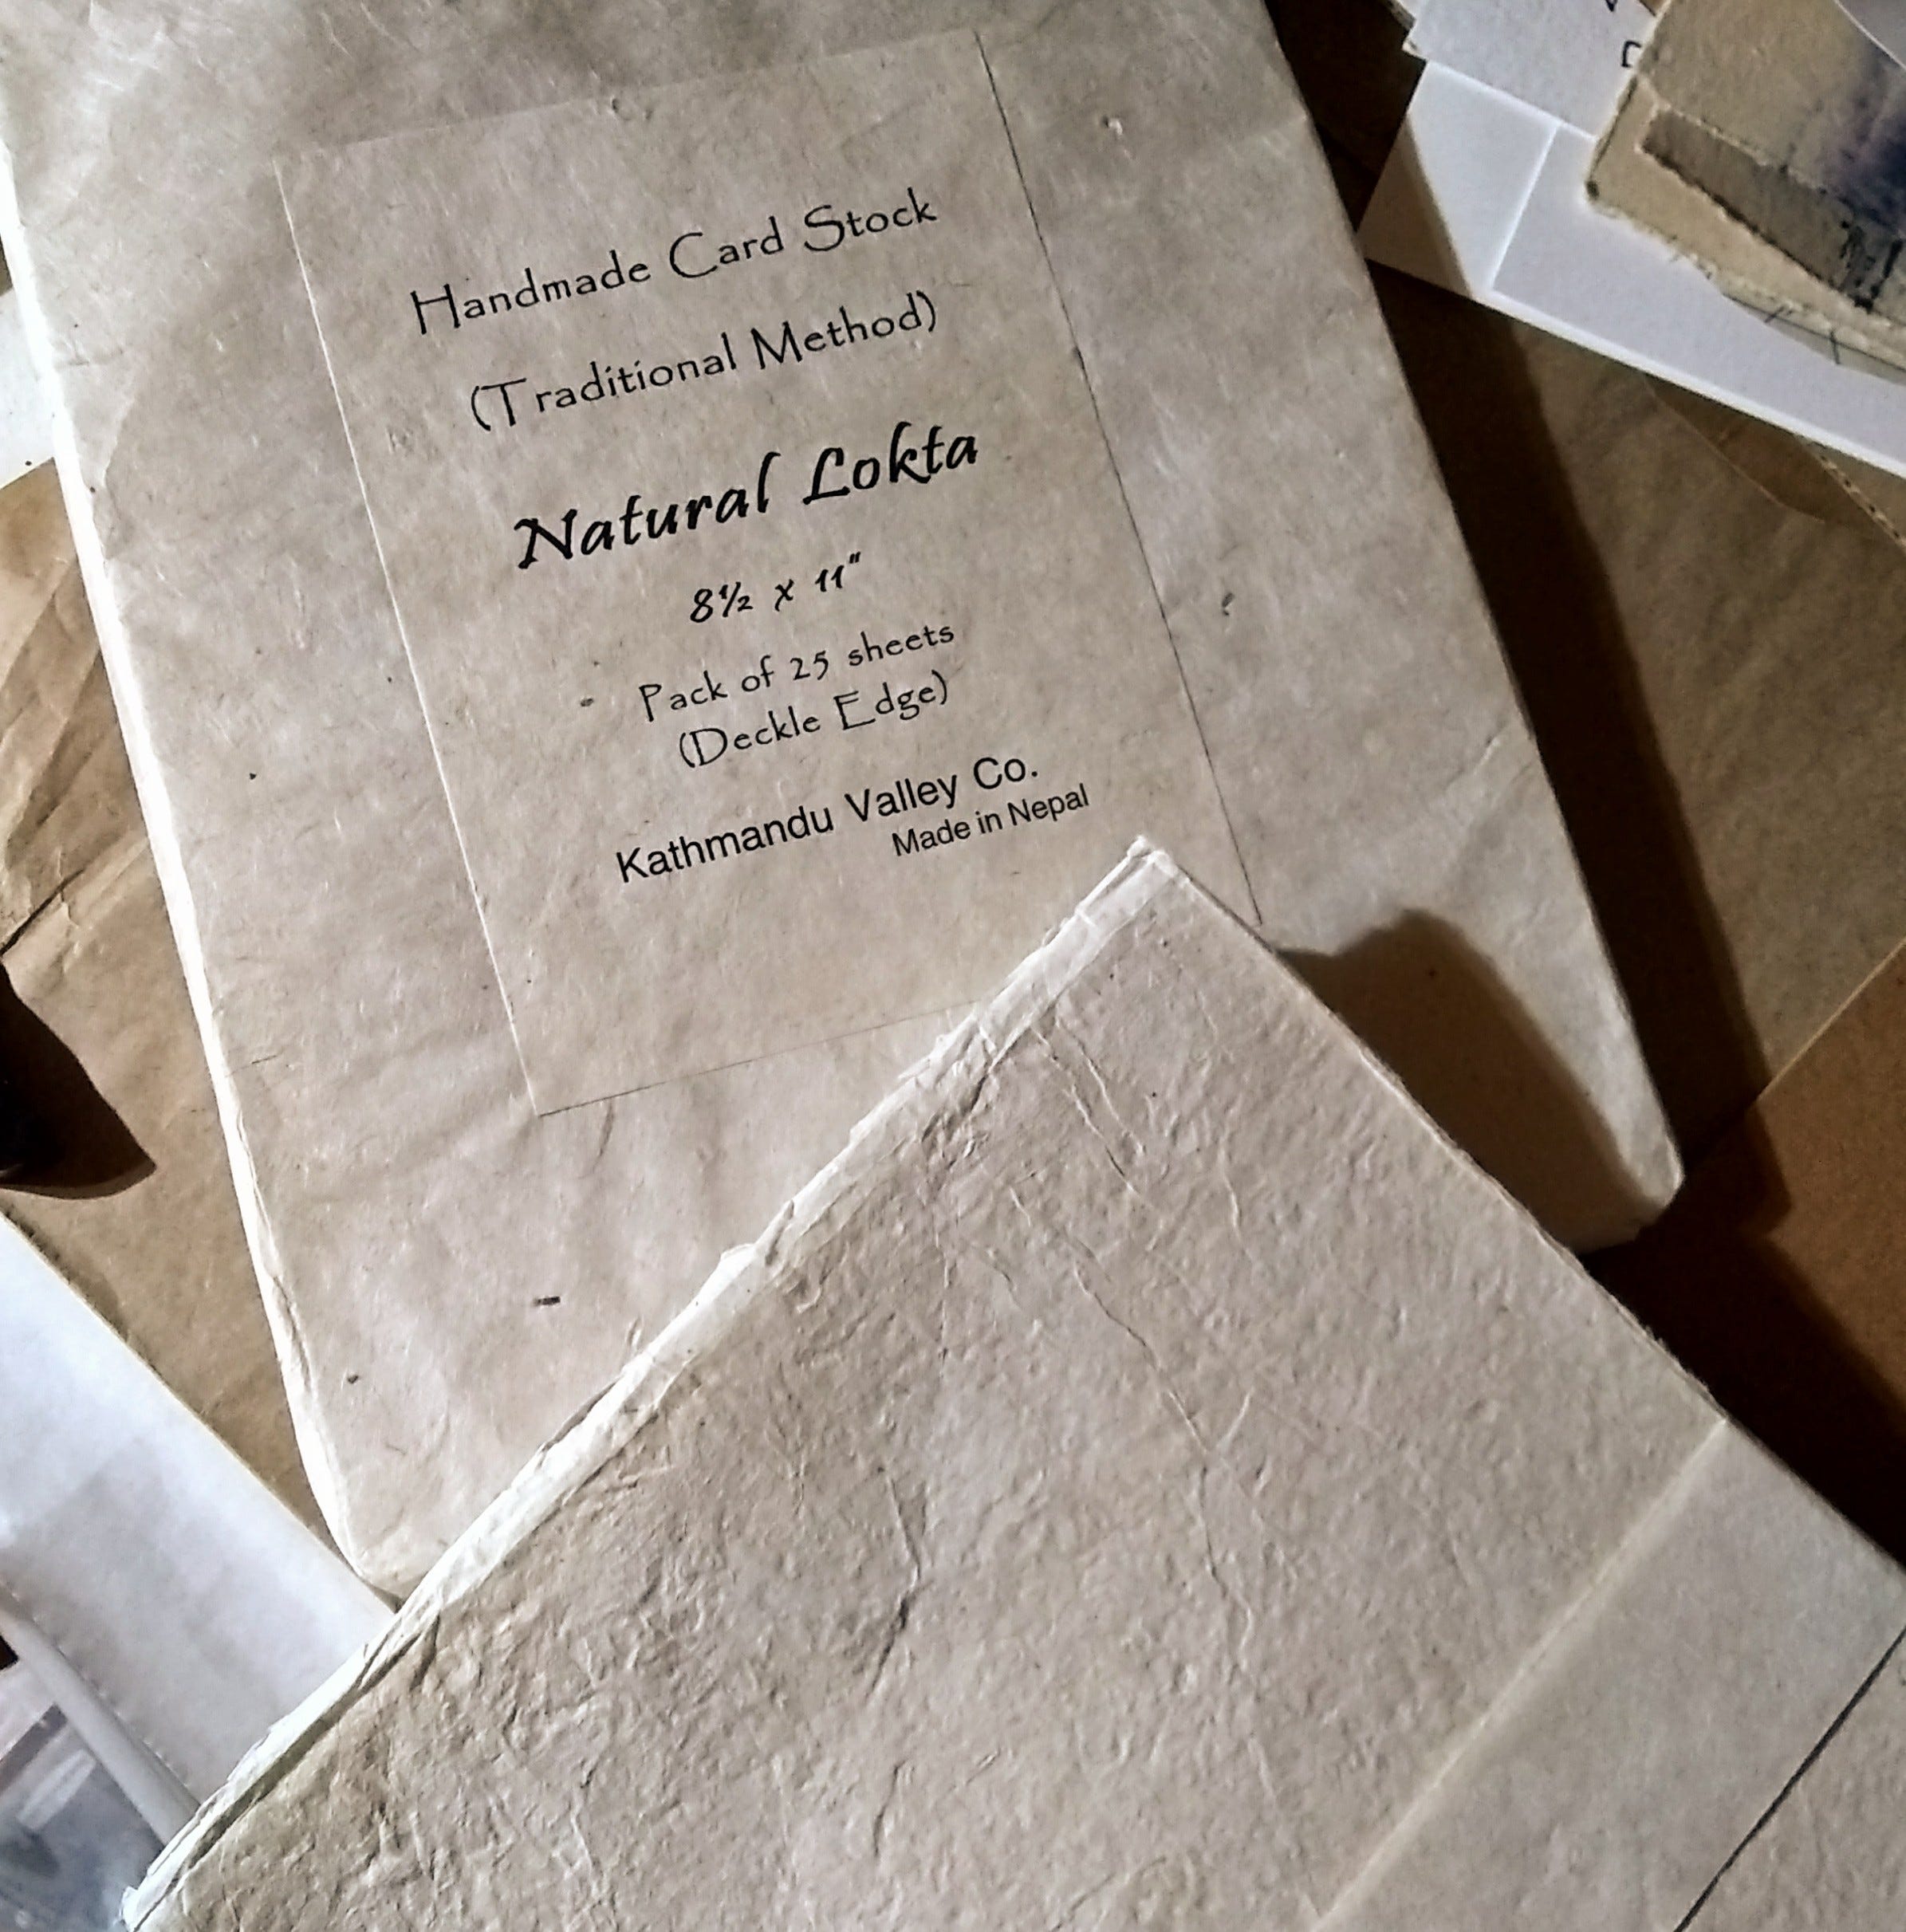 Handmade Card Stock
(Traditional Method)
Natural Lokta
8½ x 11"
Pack of 25 sheets
(Deckle Edge)
Kathmandu Valley Co.
Made in Nepal